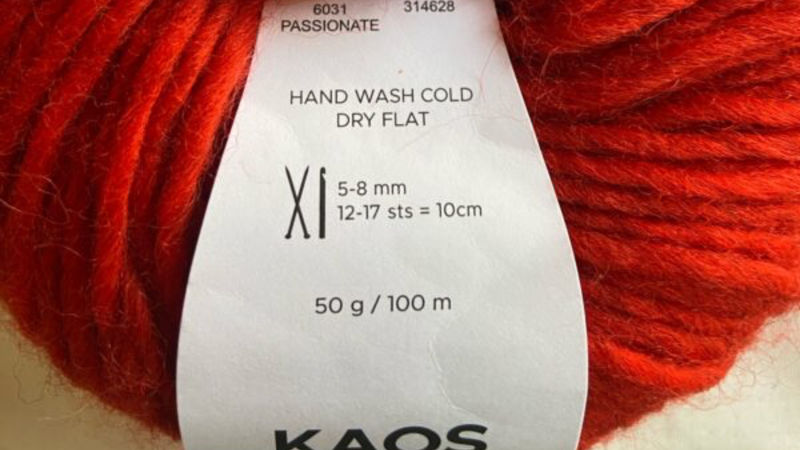 6031 314628
PASSIONATE
HAND WASH COLD
DRY FLAT
5-8 mm
12-17 sts = 10cm
50 g / 100 m
KAOS